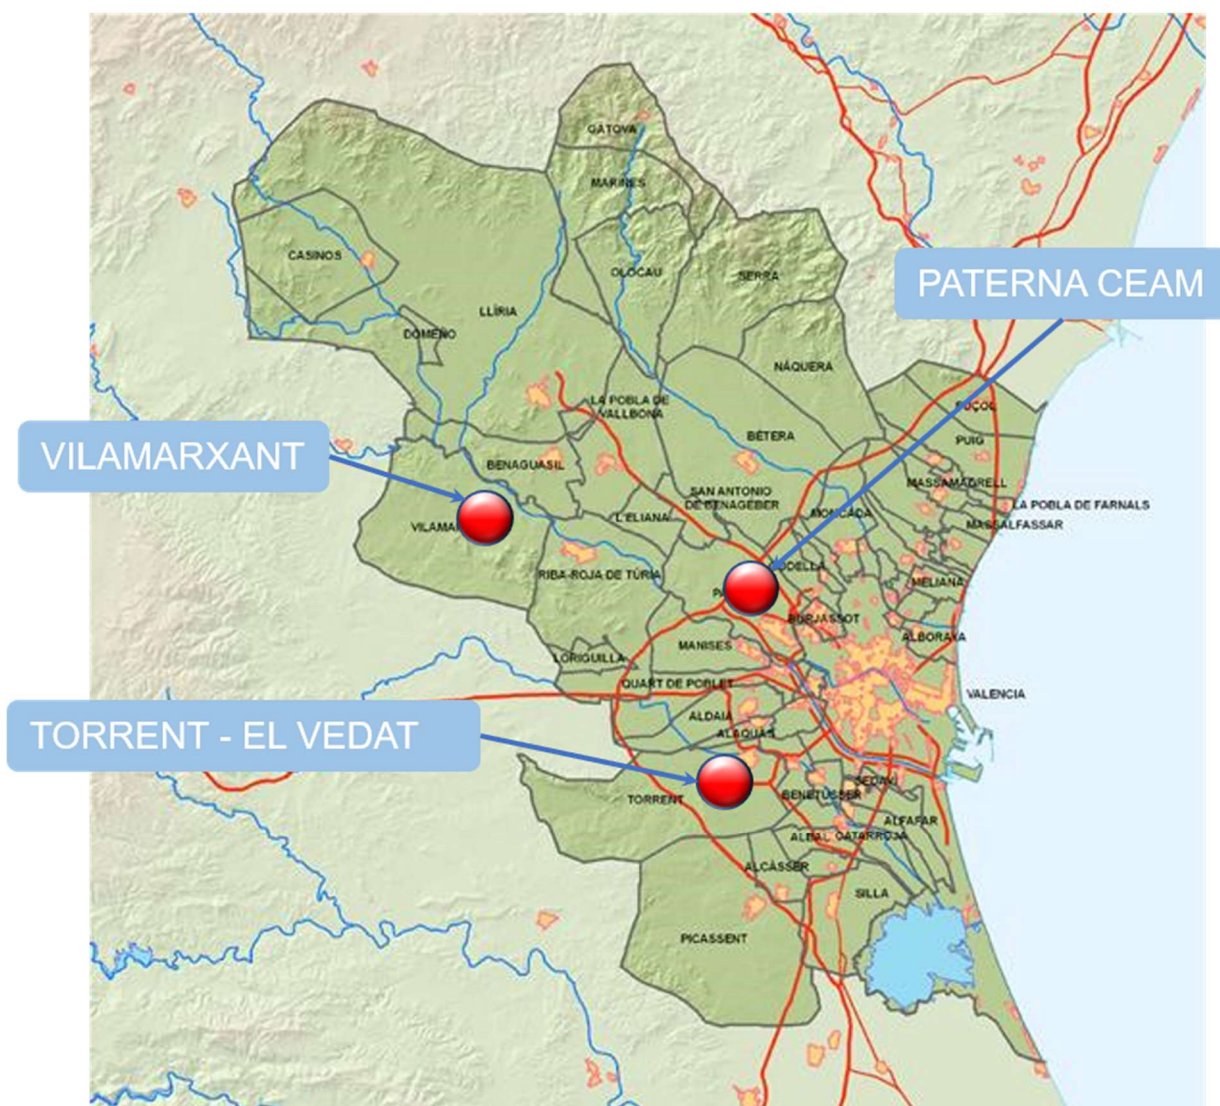 GÁTOVA
MARINES
CASINOS
OLOCAU
SERRA
PATERNA CEAM
LLÍRIA
DOMEÑO
NÁQUERA
LA POBLA DE
VALLBONA
PUÇOL
BÉTERA
PUIG
VILAMARXANT
BENAGUASIL
MASSAMAGRELL
SAN ANTONIO
DE BENAGÉBER
LA POBLA DE FARNALS
L'ELIANA
MONCADA
MASSALFASSAR
RIBA-ROJA DE TÚRIA
MELIANA
BURJASSOT
ALBORAYA
MANISES
LORIGUILLA
QUART DE POBLET
VALENCIA
ALDAIA
ALAQUÀS
TORRENT - EL VEDAT
SEDAVÍ
BENETÚSSER
TORRENT
ALFAFAR
ALBAL
CATARROJA
ALCÀSSER
SILLA
PICASSENT